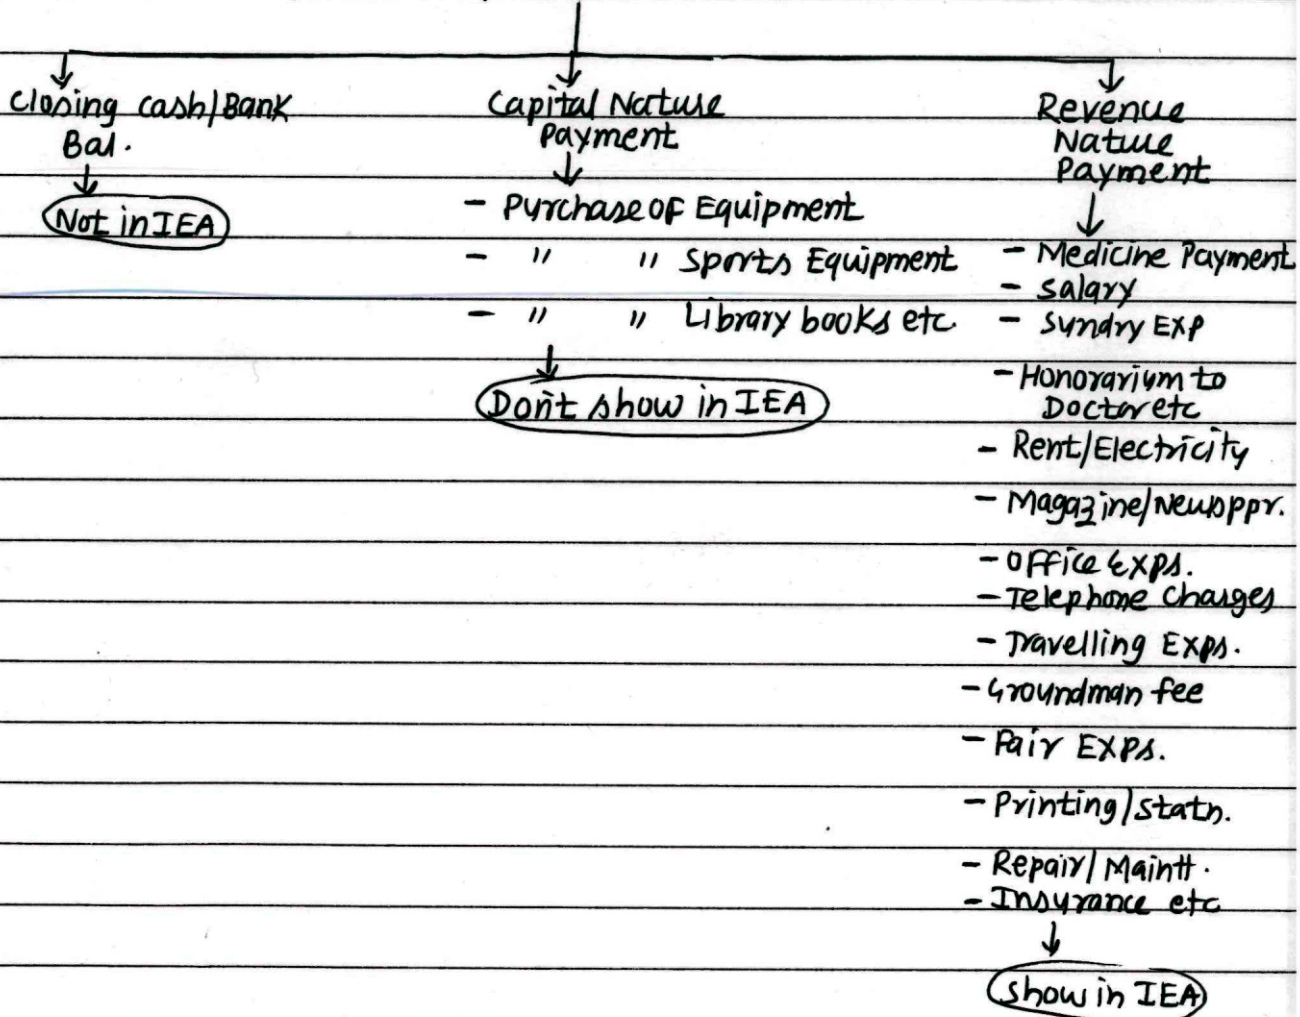 Closing cash/Bank
Bal.
Not in IEA
Capital Nature
Payment
- Purchase of Equipment
- " " Sports Equipment
- " " Library books etc
Don't show in IEA
Revenue
Nature
Payment
- Medicine Payment
- Salary
- Sundry Exp
- Honorarium to
Doctor etc
- Rent/Electricity
- Magazine/Newsppr.
- Office Exps.
- Telephone Charges
- Travelling Exps.
- Groundman fee
- Fair Exps.
- Printing/Statn.
- Repair/Maintt.
- Insurance etc
Show in IEA